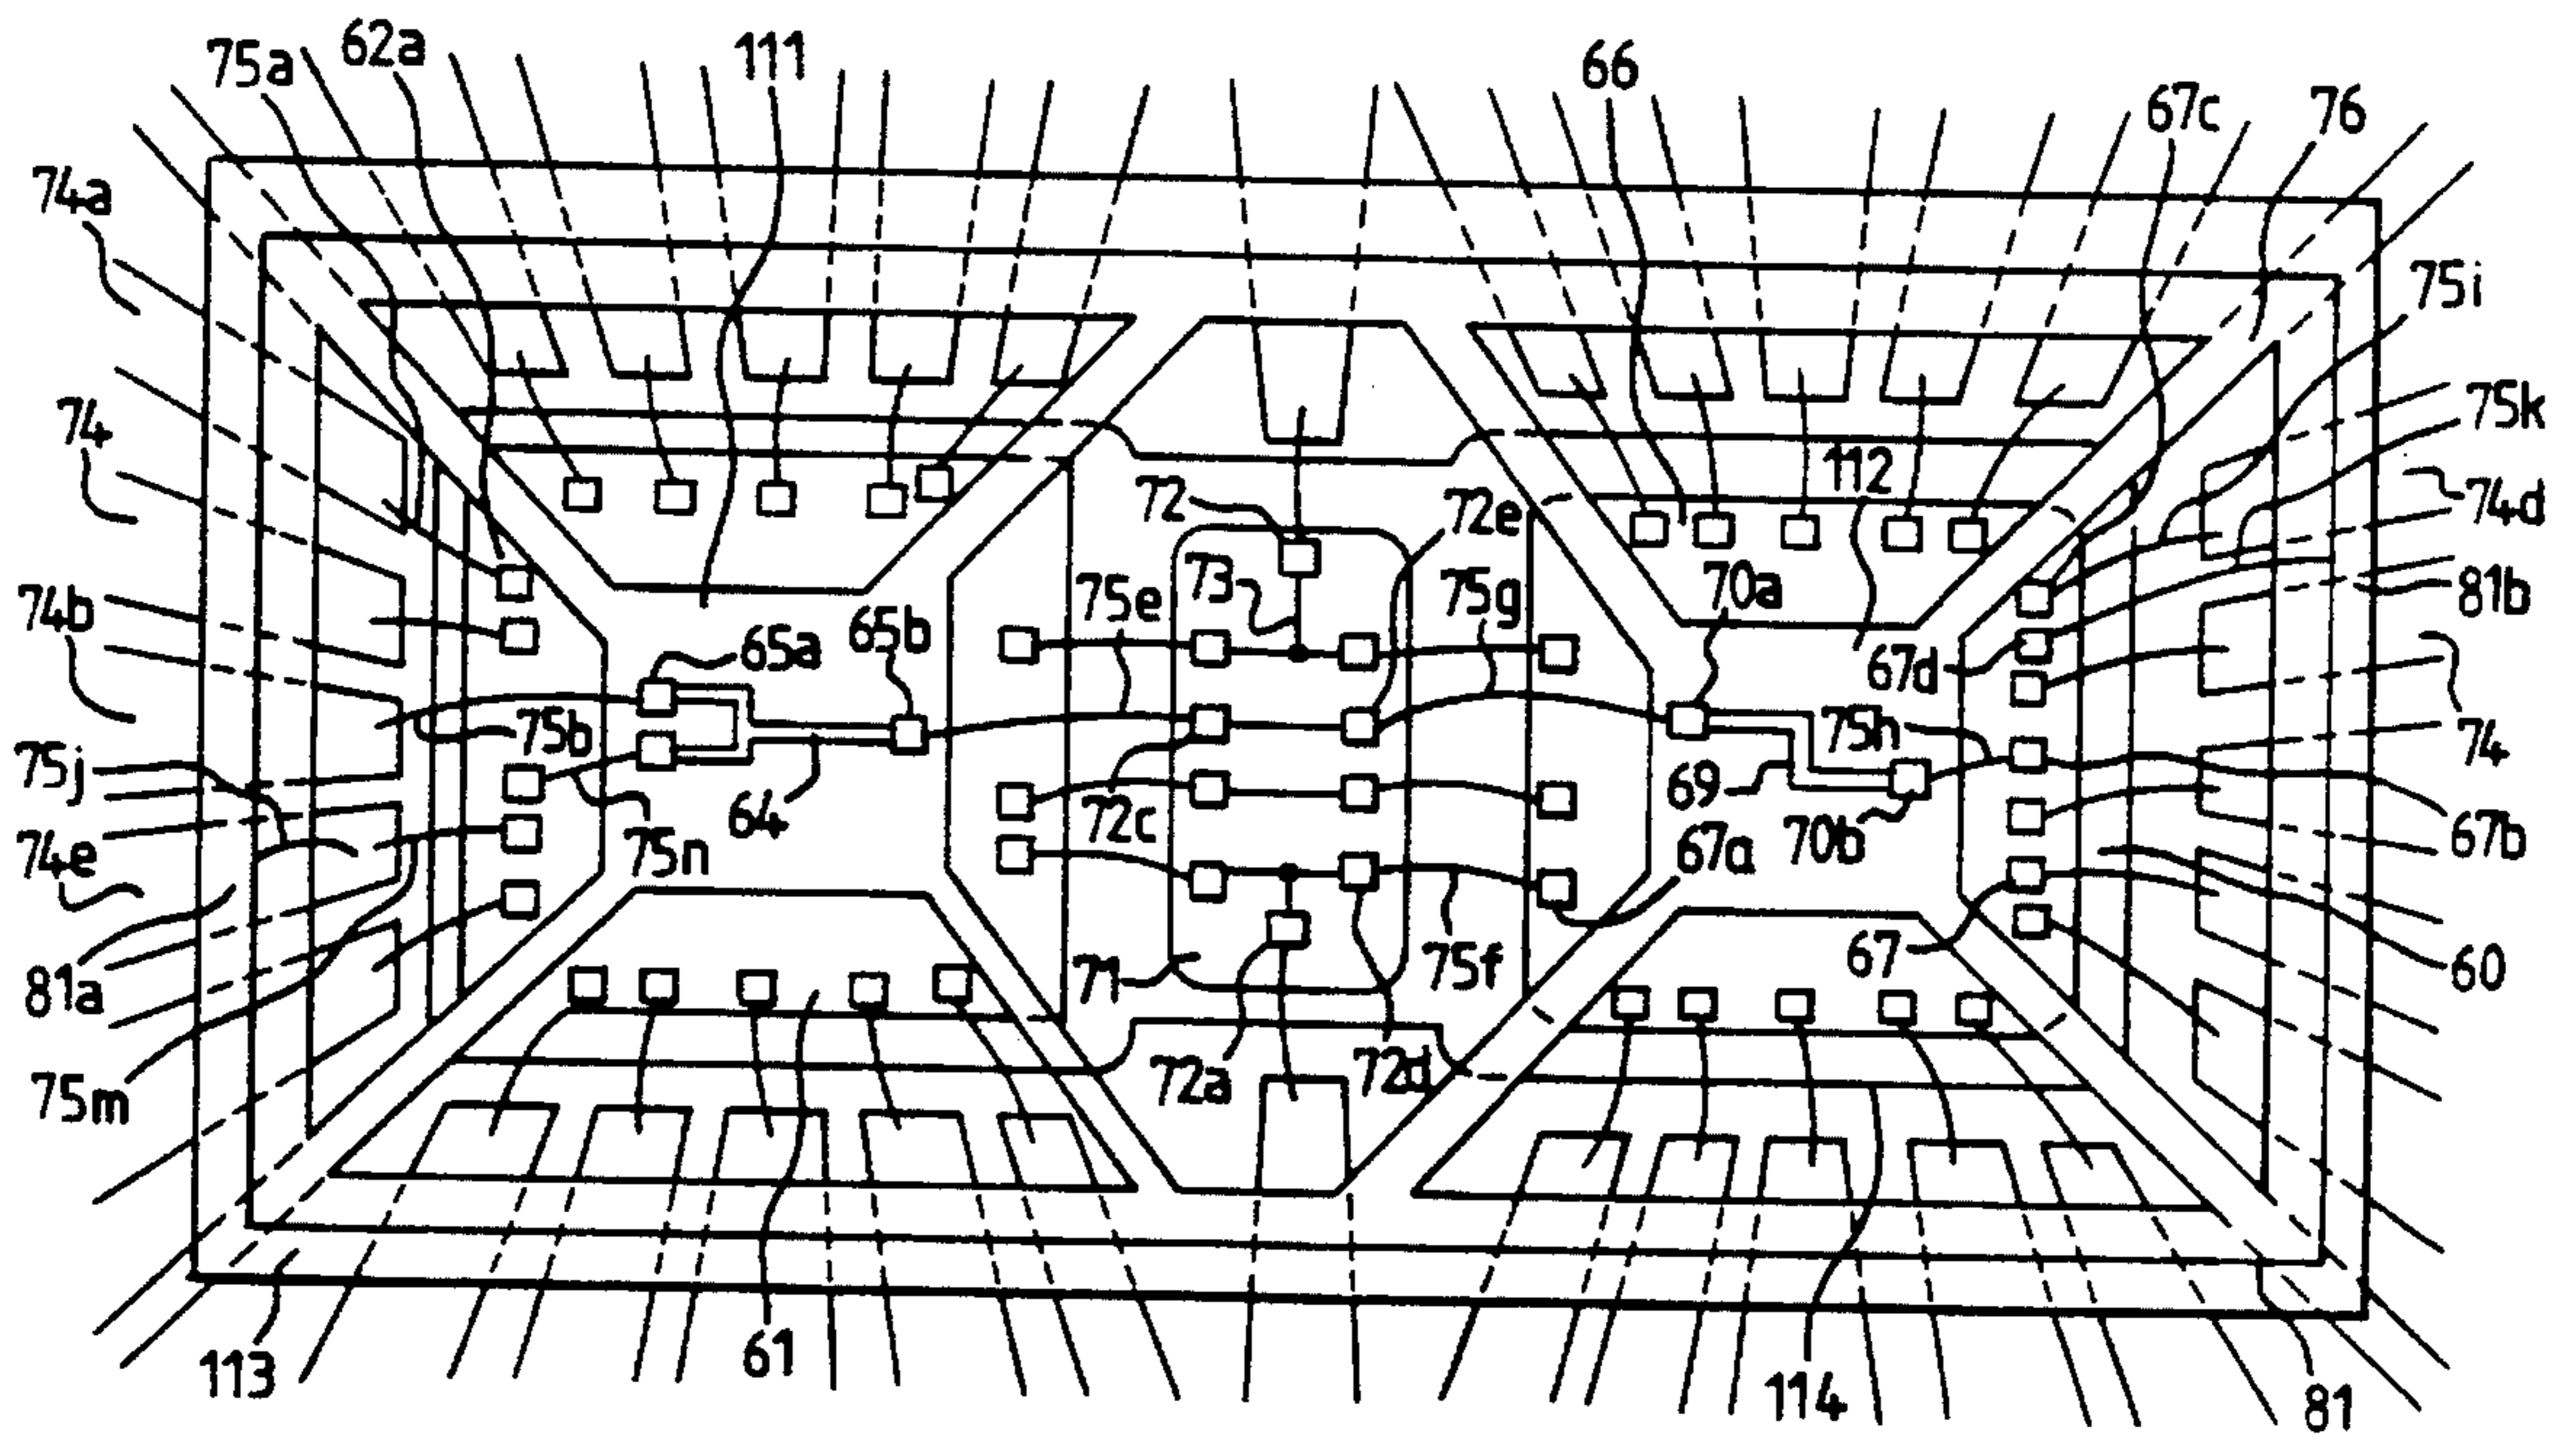 75a
62a
111
66
67c
76
74a
75i
75k
74
72
72e
112
74d
73
75e
75g
70a
81b
74b
65a
65b
67d
75b
75h
74
75j
72c
69
64
67b
74e
75n
67a
70b
81a
71
75f
67
60
75m
72a
72d
113
61
114
81